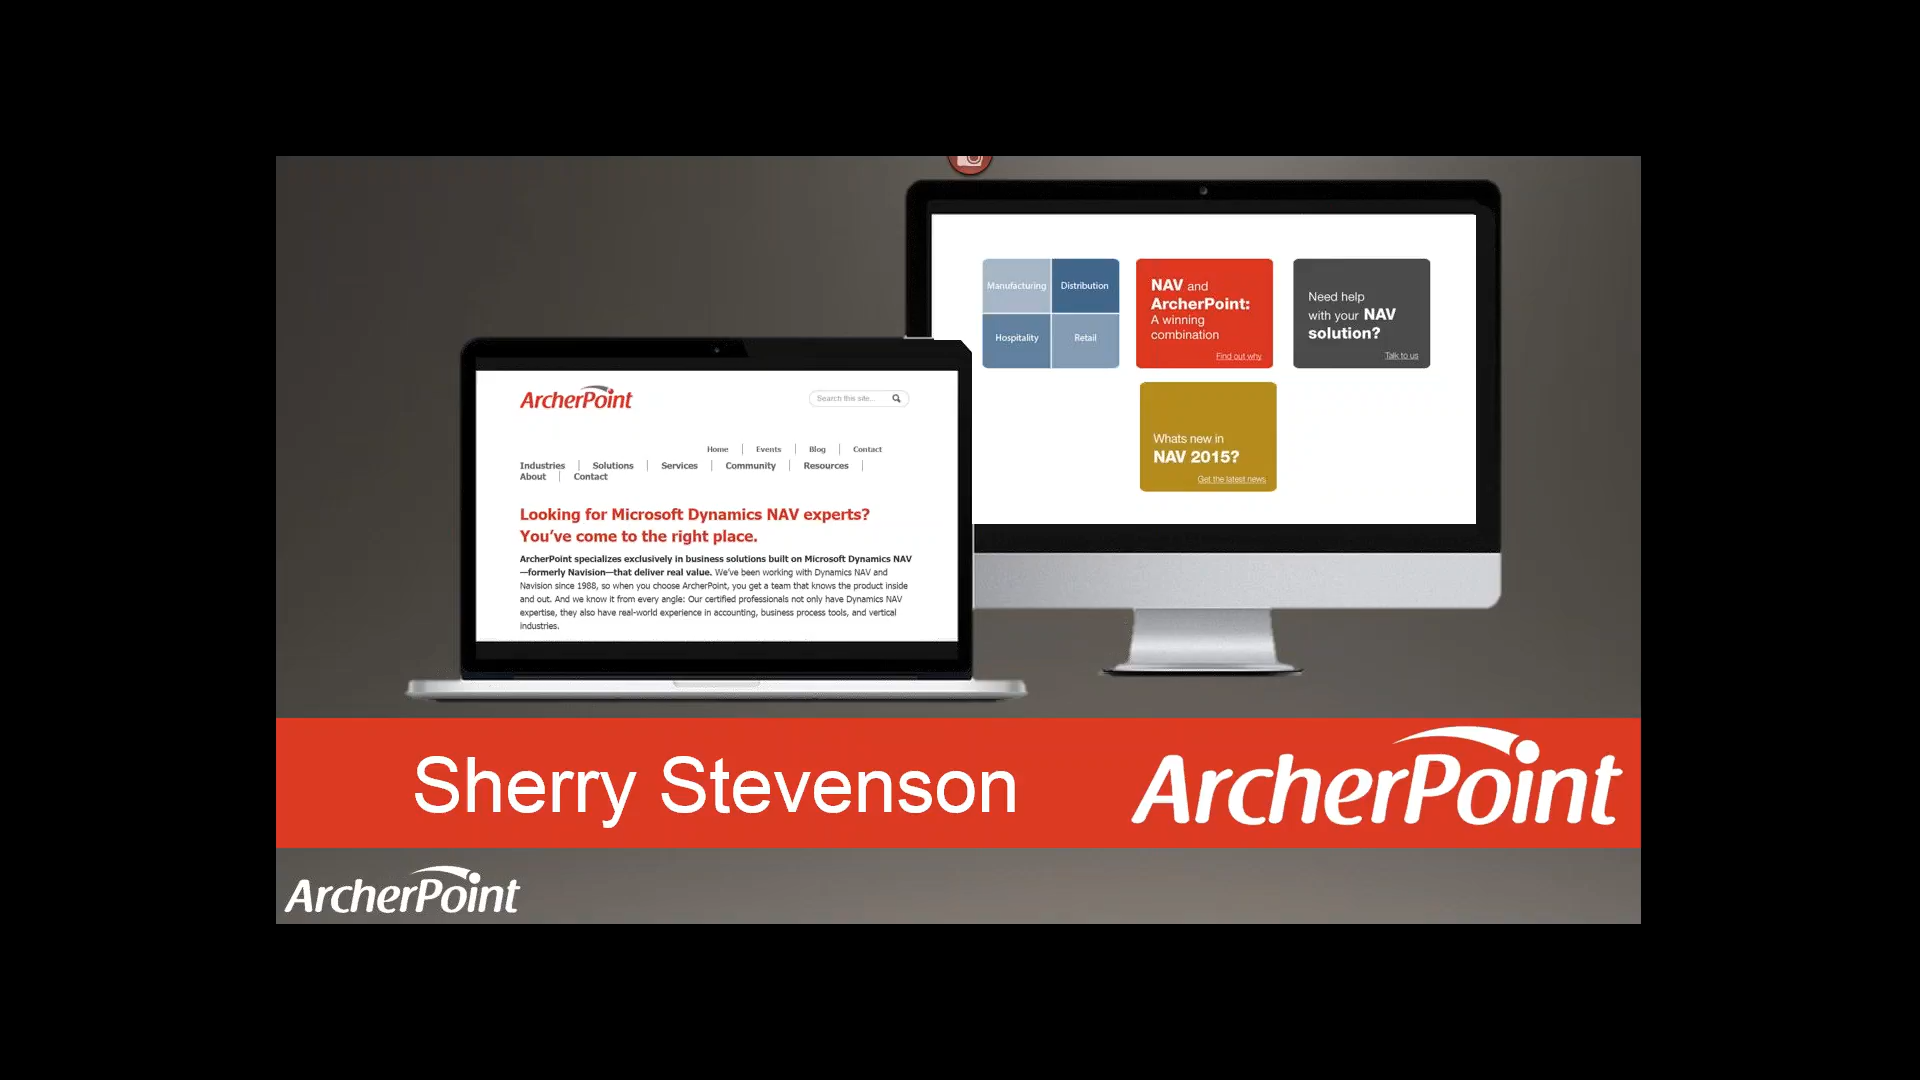 Manufacturing
Distribution
Hospitality
Retail
NAV and
ArcherPoint:
A winning
combination
Find out why
Need help
with your NAV
solution?
Talk to us
Whats new in
NAV 2015?
Get the latest news
ArcherPoint
Search this site...
Home Events Blog Contact
Industries Solutions Services Community Resources
About Contact
Looking for Microsoft Dynamics NAV experts?
You've come to the right place.
ArcherPoint specializes exclusively in business solutions built on Microsoft Dynamics NAV
—formerly Navision—that deliver real value. We've been working with Dynamics NAV and
Navision since 1988, so when you choose ArcherPoint, you get a team that knows the product inside
and out. And we know it from every angle: Our certified professionals not only have Dynamics NAV
expertise, they also have real-world experience in accounting, business process tools, and vertical
industries.
Sherry Stevenson
ArcherPoint
ArcherPoint